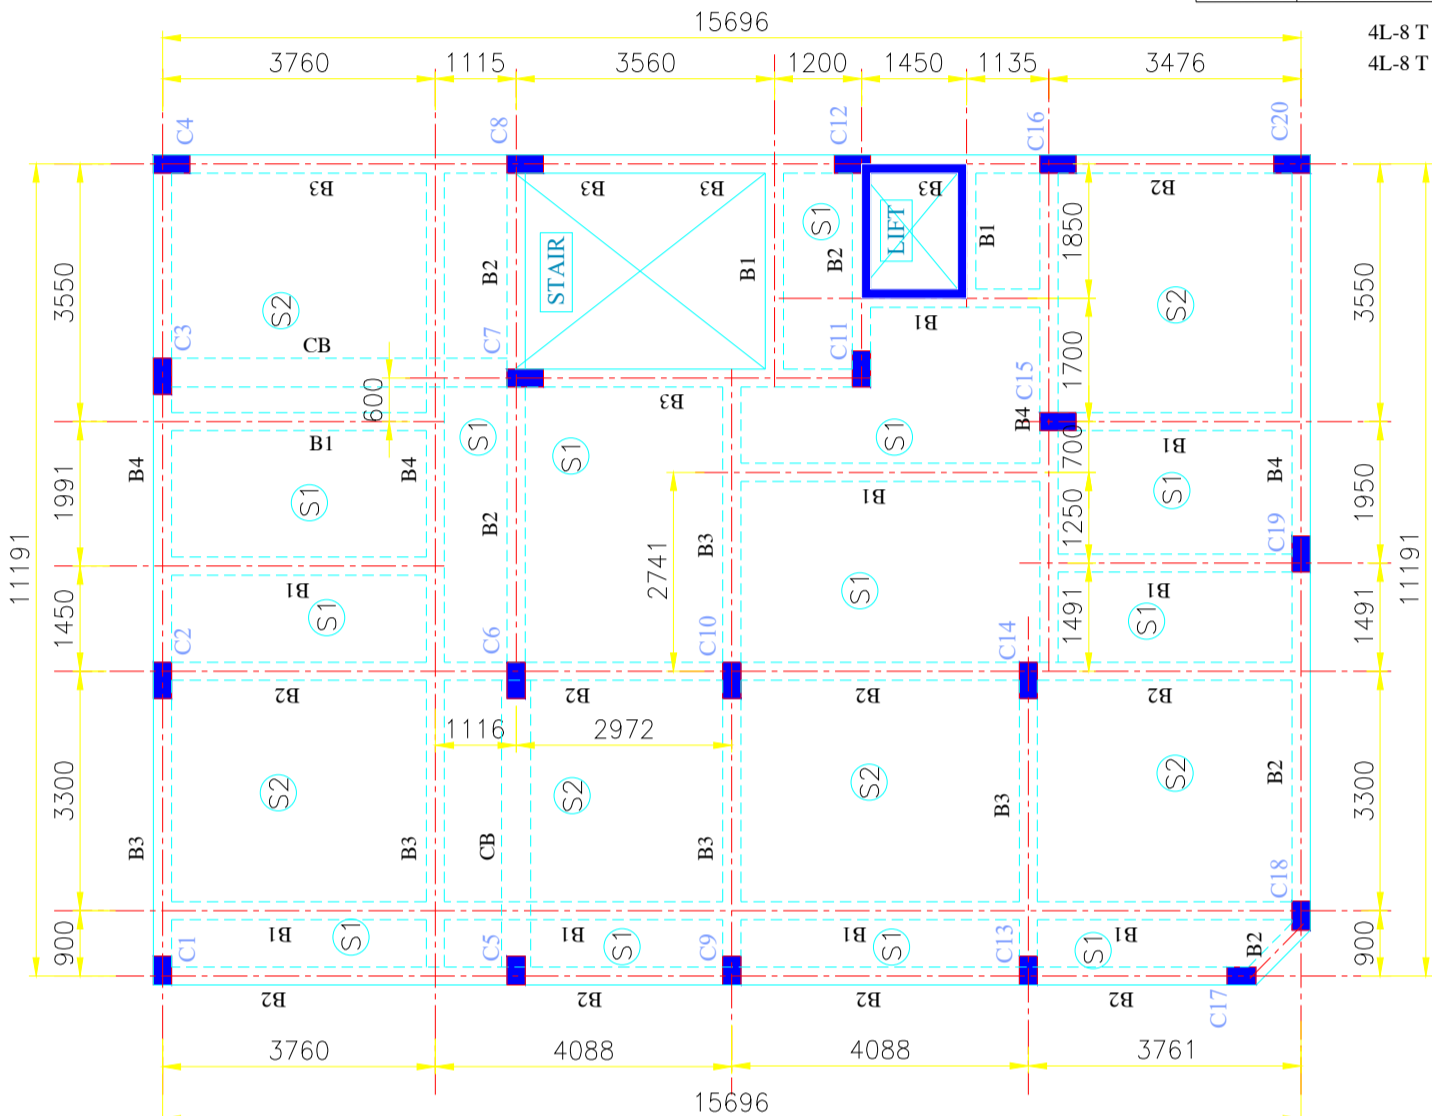 15696
4L-8 T
3760 1115 3560 1200 1450 1135 3476
4L-8 T
C4 C8 C12 C16 C20
B3 B3 B3 B3 B2
S1
LIFT
1850
B2 STAIR B1 B2 B1
3550 S2 S2 3550
C3 CB C7 C11 B1
1700
600 B3 C15
B4
S1 S1 S1 700
B4 B1 B4 B1 B4
1991 S1 B2 B1 S1 1950
1250
11191 B3 2741 C19 11191
1450 B1 S1 S1 B1 1491 1491
S1
C2 C6 C10 C14
B2 B2 B2 B2
1116 2972
3300 S2 S2 S2 S2 B2 3300
B3 B3 CB B3 B3
C18
900 C1 B1 S1 C5 B1 S1 C9 B1 S1 C13 S1 B1 B2 900
B2 B2 B2 B2 C17
3760 4088 4088 3761
15696